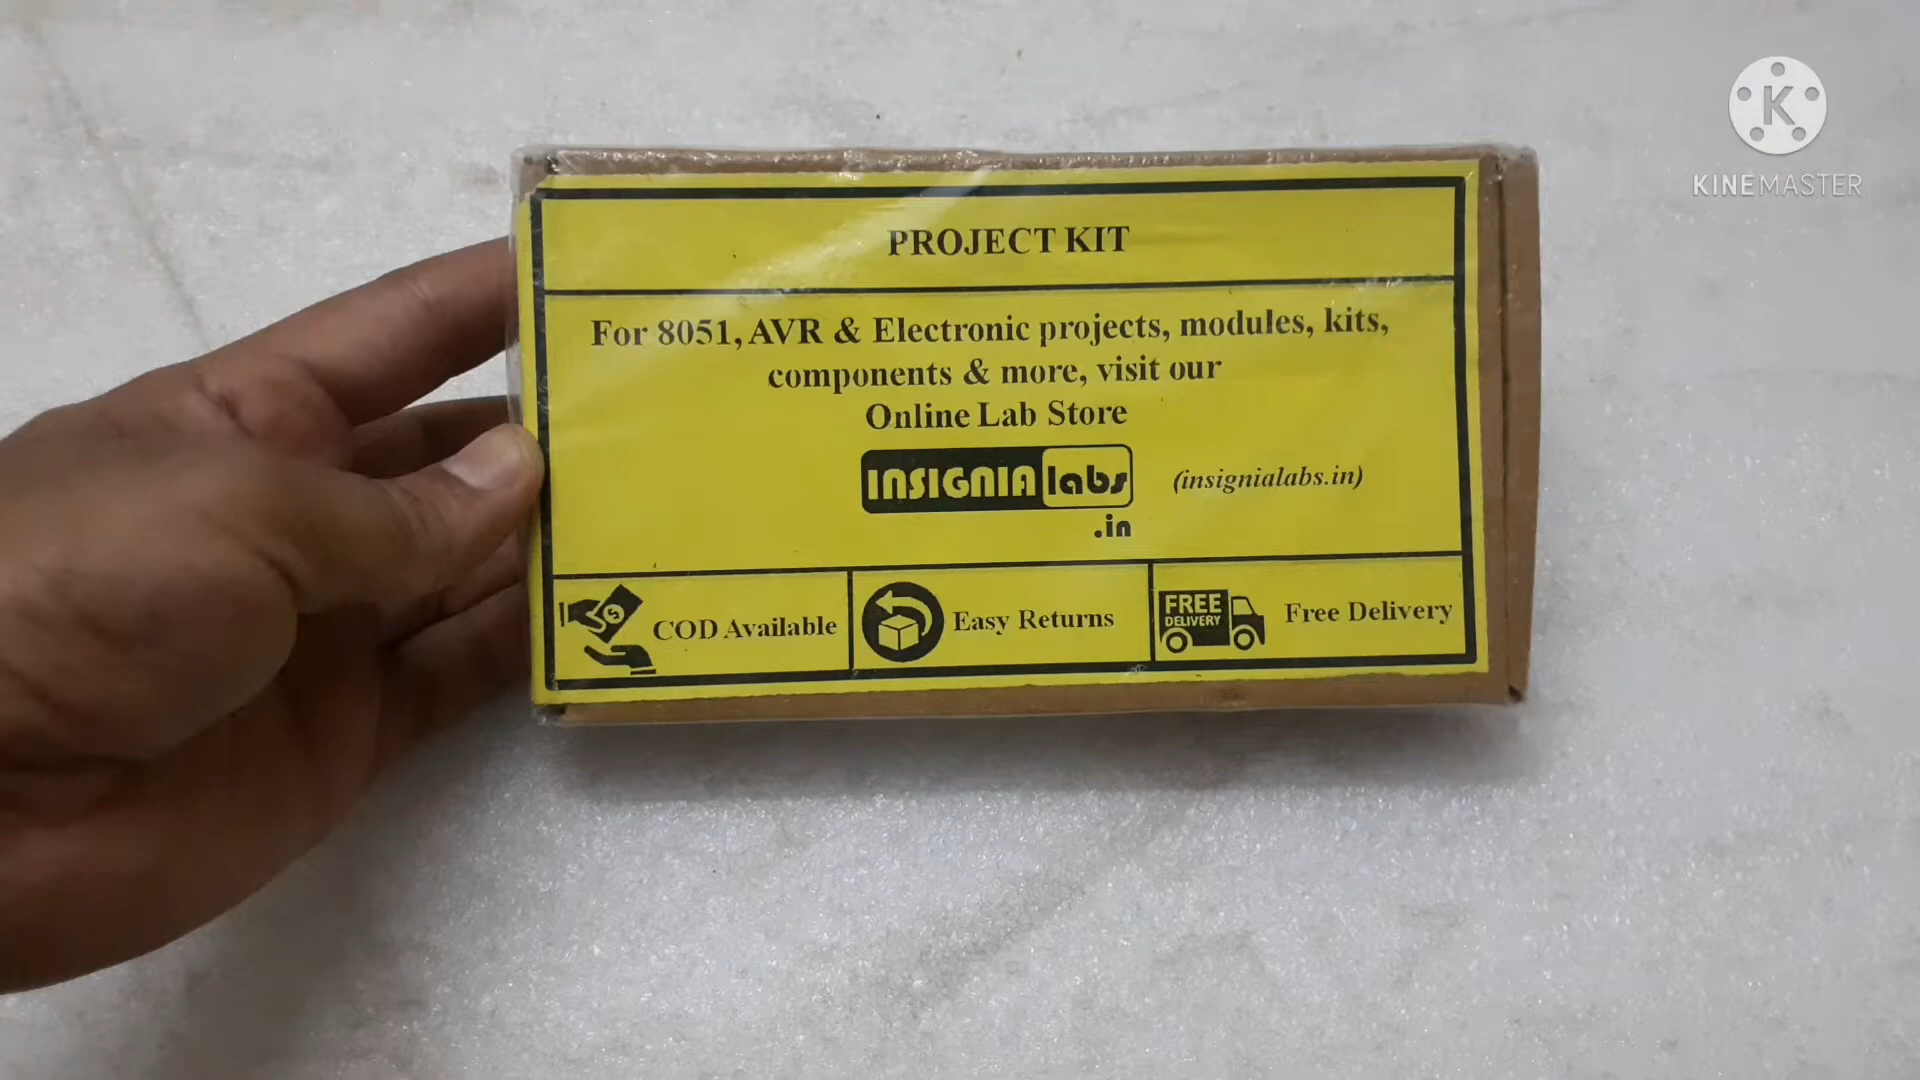 K
KINEMASTER
PROJECT KIT
For 8051, AVR & Electronic projects, modules, kits,
components & more, visit our
Online Lab Store
INSIGNIA labs
.in
(insignialabs.in)
COD Available
Easy Returns
FREE
DELIVERY
Free Delivery